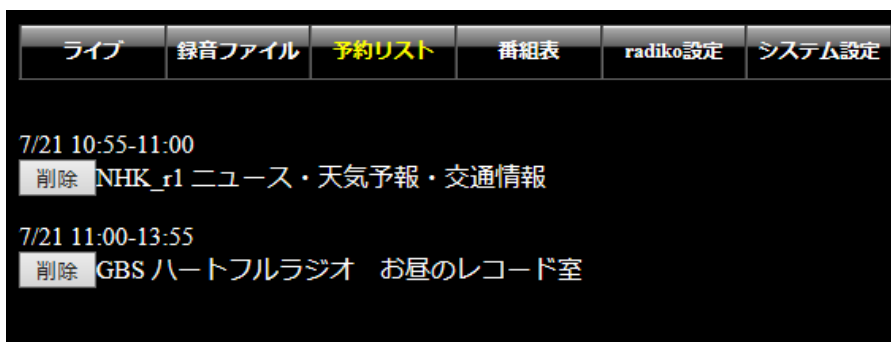 ライブ 録音ファイル 予約リスト 番組表 radiko設定 システム設定
7/21 10:55-11:00
削除 NHK_r1 ニュース・天気予報・交通情報
7/21 11:00-13:55
削除 GBS ハートフルラジオ　お昼のレコード室